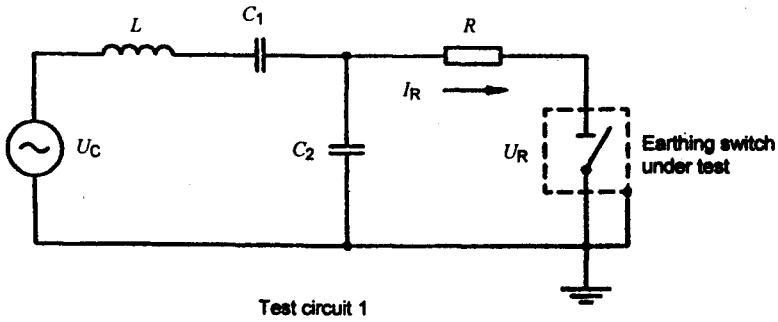 L
C1
R
IR
UC
C2
UR
Earthing switch
under test
Test circuit 1